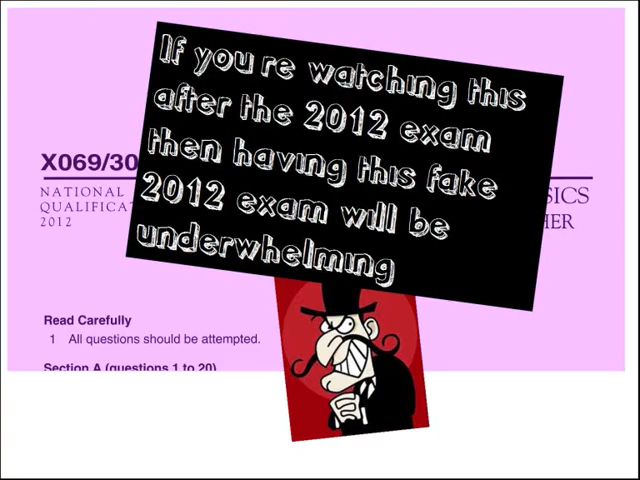 If you're watching this
after the 2012 exam
then having this fake
2012 exam will be
underwhelming
X069/30
NATIONAL
QUALIFICAT
2012
SICS
HER
Read Carefully
1 All questions should be attempted.
Section A (questions 1 to 20)